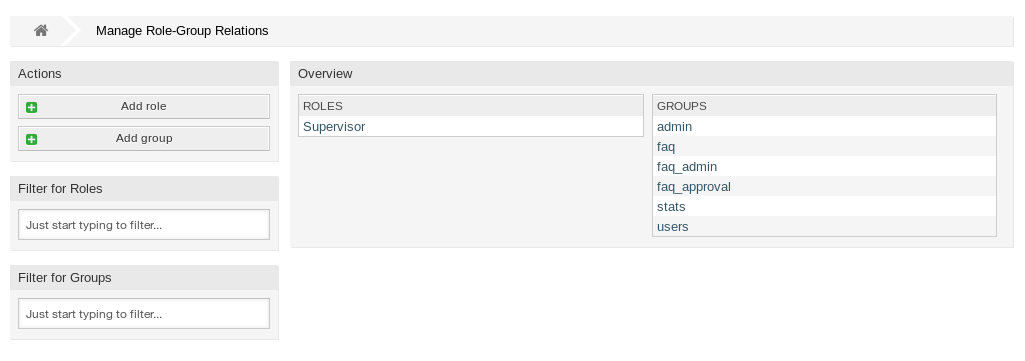 Manage Role-Group Relations
Actions
Add role
Add group
Filter for Roles
Just start typing to filter...
Filter for Groups
Just start typing to filter...
Overview
ROLES
Supervisor
GROUPS
admin
faq
faq_admin
faq_approval
stats
users